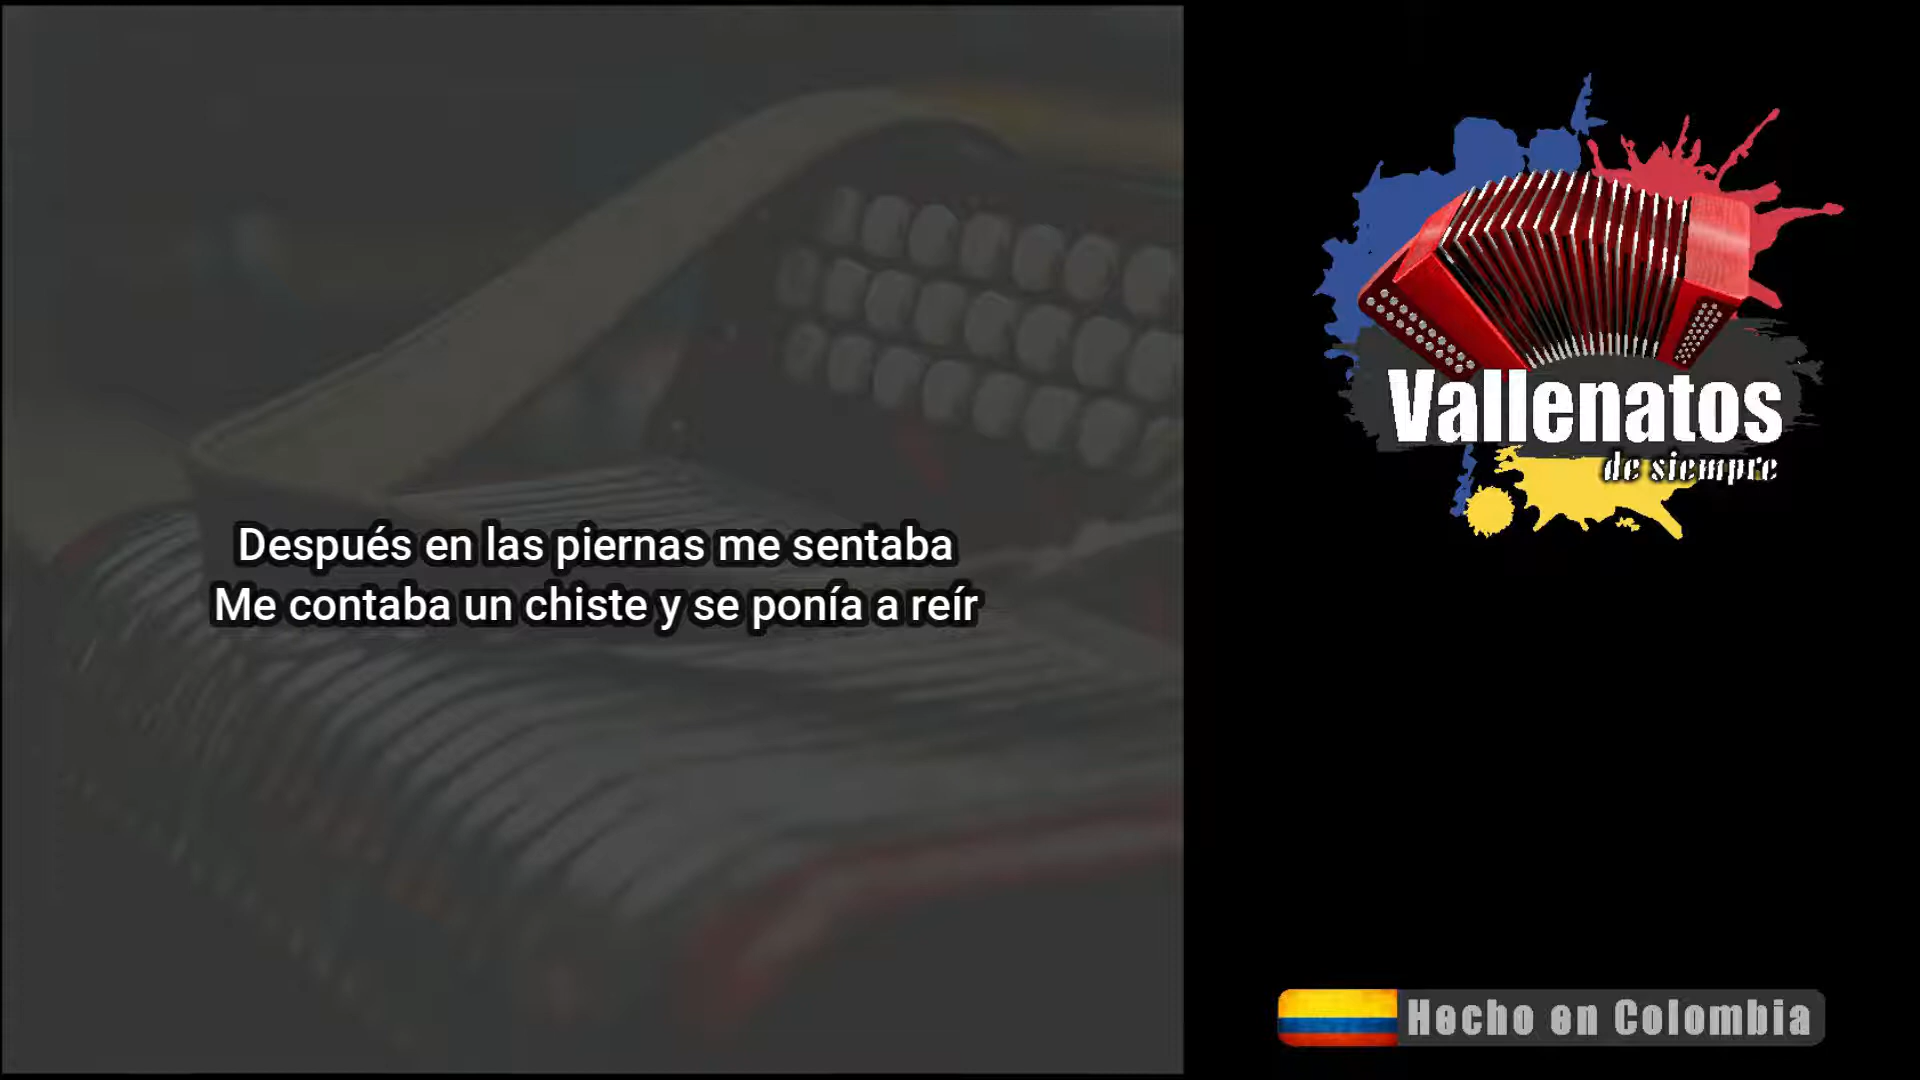 Después en las piernas me sentaba
Me contaba un chiste y se ponía a reír
Vallenatos
de siempre
Hecho en Colombia